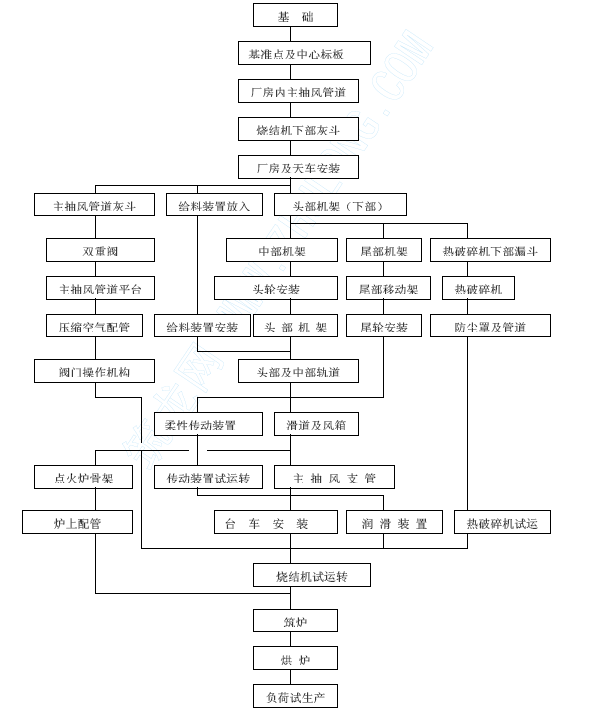 基 础
基准点及中心标板
厂房内主抽风管道
烧结机下部灰斗
厂房及天车安装
主抽风管道灰斗 给料装置放入 头部机架（下部）
双重阀 中部机架 尾部机架 热破碎机下部漏斗
主抽风管道平台 头轮安装 尾部移动架 热破碎机
压缩空气配管 给料装置安装 头 部 机 架 尾轮安装 防尘罩及管道
阀门操作机构 头部及中部轨道
柔性传动装置 滑道及风箱
点火炉骨架 传动装置试运转 主 抽 风 支 管
炉上配管 台 车 安 装 润 滑 装 置 热破碎机试运
烧结机试运转
筑炉
烘 炉
负荷试生产